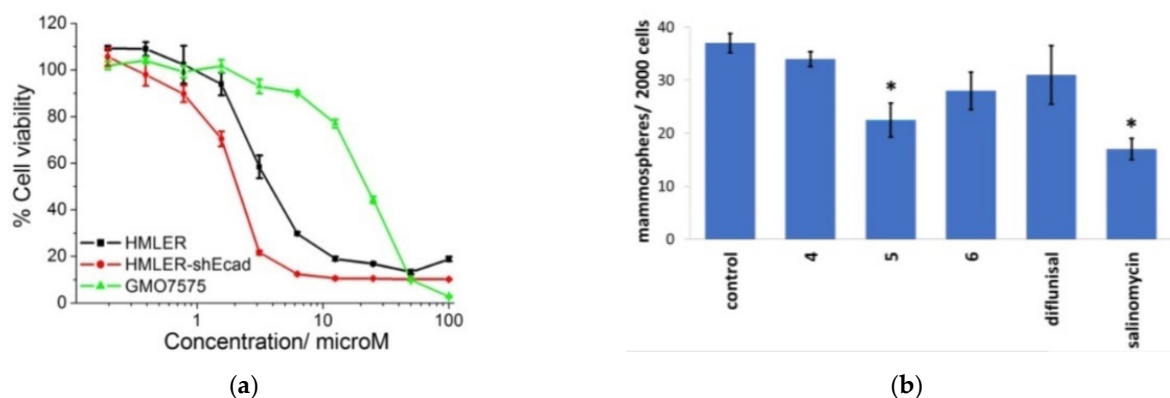 120
100
80
60
40
20
0
% Cell viability
HMLER
HMLER-shEcad
GMO7575
1
10
100
Concentration/ microM
(a)
40
30
20
10
0
mammospheres/ 2000 cells
*
*
control
4
5
6
diflunisal
salinomycin
(b)